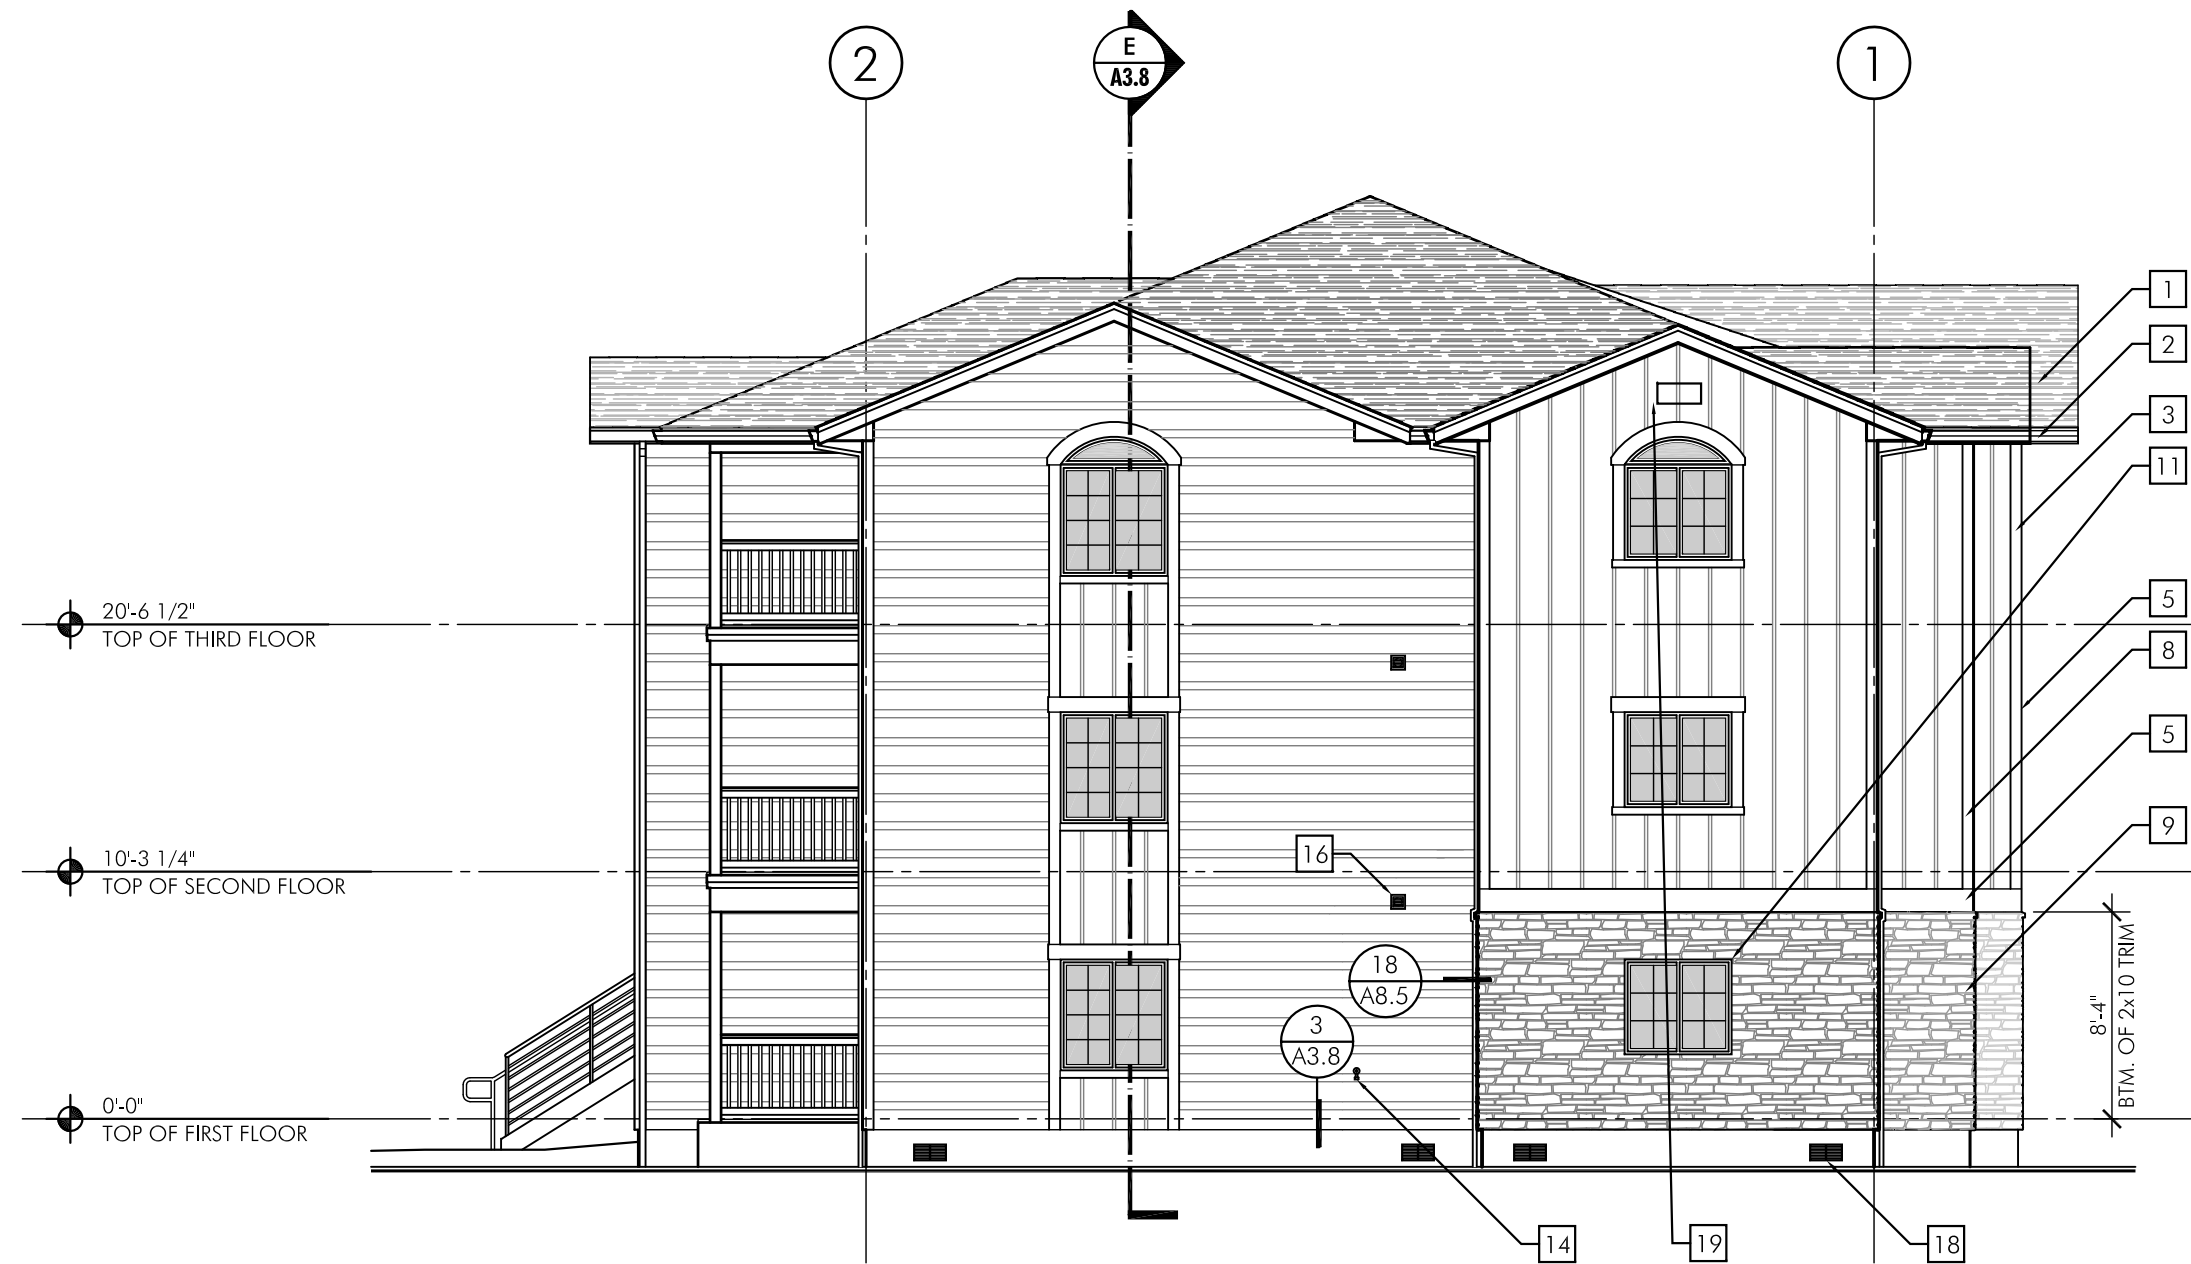 2
E
A3.8
1
1
2
3
11
20'-6 1/2"
TOP OF THIRD FLOOR
5
8
5
9
10'-3 1/4"
TOP OF SECOND FLOOR
16
18
A8.5
3
A3.8
8'-4"
BTM. OF 2x10 TRIM
0'-0"
TOP OF FIRST FLOOR
14
19
18